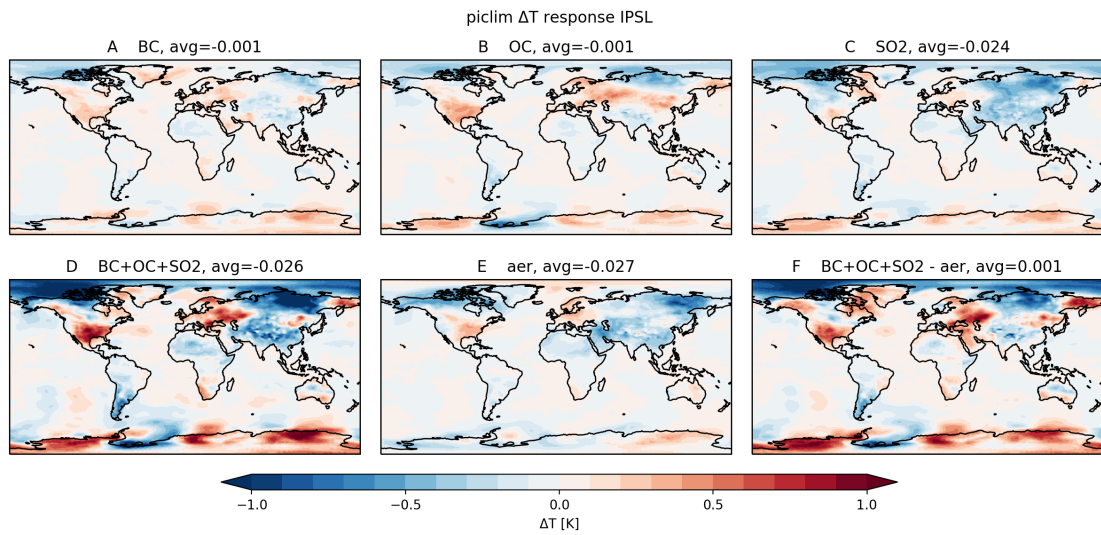 piclim ΔT response IPSL
A BC, avg=-0.001
B OC, avg=-0.001
C SO2, avg=-0.024
D BC+OC+SO2, avg=-0.026
E aer, avg=-0.027
F BC+OC+SO2 - aer, avg=0.001
−1.0 −0.5 0.0 0.5 1.0
ΔT [K]